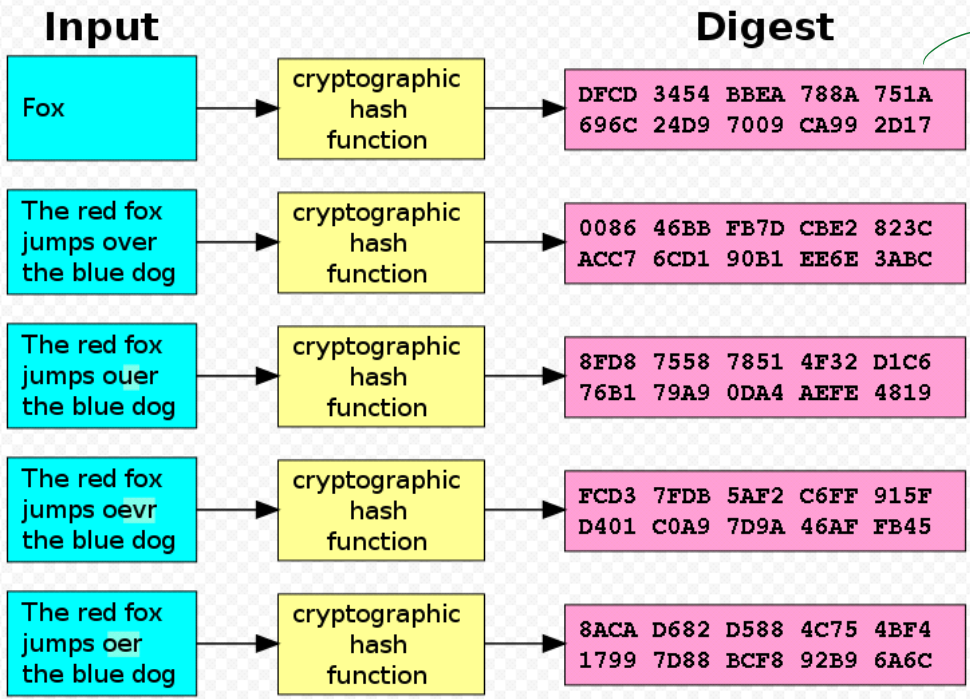 Input
Digest
Fox
cryptographic
hash
function
DFCD 3454 BBEA 788A 751A
696C 24D9 7009 CA99 2D17
The red fox
jumps over
the blue dog
cryptographic
hash
function
0086 46BB FB7D CBE2 823C
ACC7 6CD1 90B1 EE6E 3ABC
The red fox
jumps ouer
the blue dog
cryptographic
hash
function
8FD8 7558 7851 4F32 D1C6
76B1 79A9 0DA4 AEFE 4819
The red fox
jumps oevr
the blue dog
cryptographic
hash
function
FCD3 7FDB 5AF2 C6FF 915F
D401 C0A9 7D9A 46AF FB45
The red fox
jumps oer
the blue dog
cryptographic
hash
function
8ACA D682 D588 4C75 4BF4
1799 7D88 BCF8 92B9 6A6C